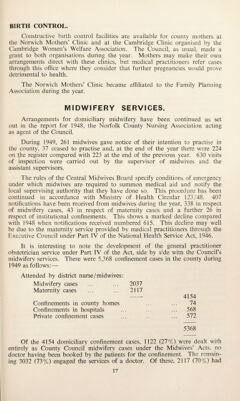 BIRTH CONTROL.
Constructive birth control facilities are available for county mothers at
the Norwich Mothers' Clinic and at the Cambridge Clinic organised by the
Cambridge Women's Welfare Association. The Council, as usual, made a
grant to both organisations during the year. Mothers may make their own
arrangements direct with these clinics, but medical practitioners refer cases
through this office where they consider that further pregnancies would prove
detrimental to health.
The Norwich Mothers' Clinic became affiliated to the Family Planning
Association during the year.
MIDWIFERY SERVICES.
Arrangements for domiciliary midwifery have been continued as set
out in the report for 1948, the Norfolk County Nursing Association acting
as agent of the Council.
During 1949, 261 midwives gave notice of their intention to practise in
the county, 37 ceased to practise and, at the end of the year there were 224
on the register compared with 223 at the end of the previous year. 630 visits
of inspection were carried out by the supervisor of midwives and the
assistant supervisors.
The rules of the Central Midwives Board specify conditions of emergency
under which midwives are required to summon medical aid and notify the
local supervising authority that they have done so. This procedure has been
continued in accordance with Ministry of Health Circular 123/48. 407
notifications have been received from midwives during the year, 338 in respect
of midwifery cases, 43 in respect of maternity cases and a further 26 in
respect of institutional confinements. This shows a marked decline compared
with 1948 when notifications received numbered 615. This decline may well
be due to the maternity service provided by medical practitioners through the
Executive Council under Part IV of the National Health Service Act, 1946.
It is interesting to note the development of the general practitioner
obstetrician service under Part IV of the Act, side by side with the Council's
midwifery services. There were 5,368 confinement cases in the county during
1949 as follows:—
Attended by district nurse/midwives:
Midwifery cases ... ... 2037
Maternity cases ... ... 2117
4154
Confinements in county homes ... 74
Confinements in hospitals ... ... 568
Private confinement cases ... ... 572
5368
Of the 4154 domiciliary confinement cases, 1122 (27%) were dealt with
entirely as County Council midwifery cases under the Midwives' Acts, no
doctor having been booked by the patients for the confinement. The remain-
ing 3032 (73%) engaged the services of a doctor. Of these, 2117 (70%) had
17